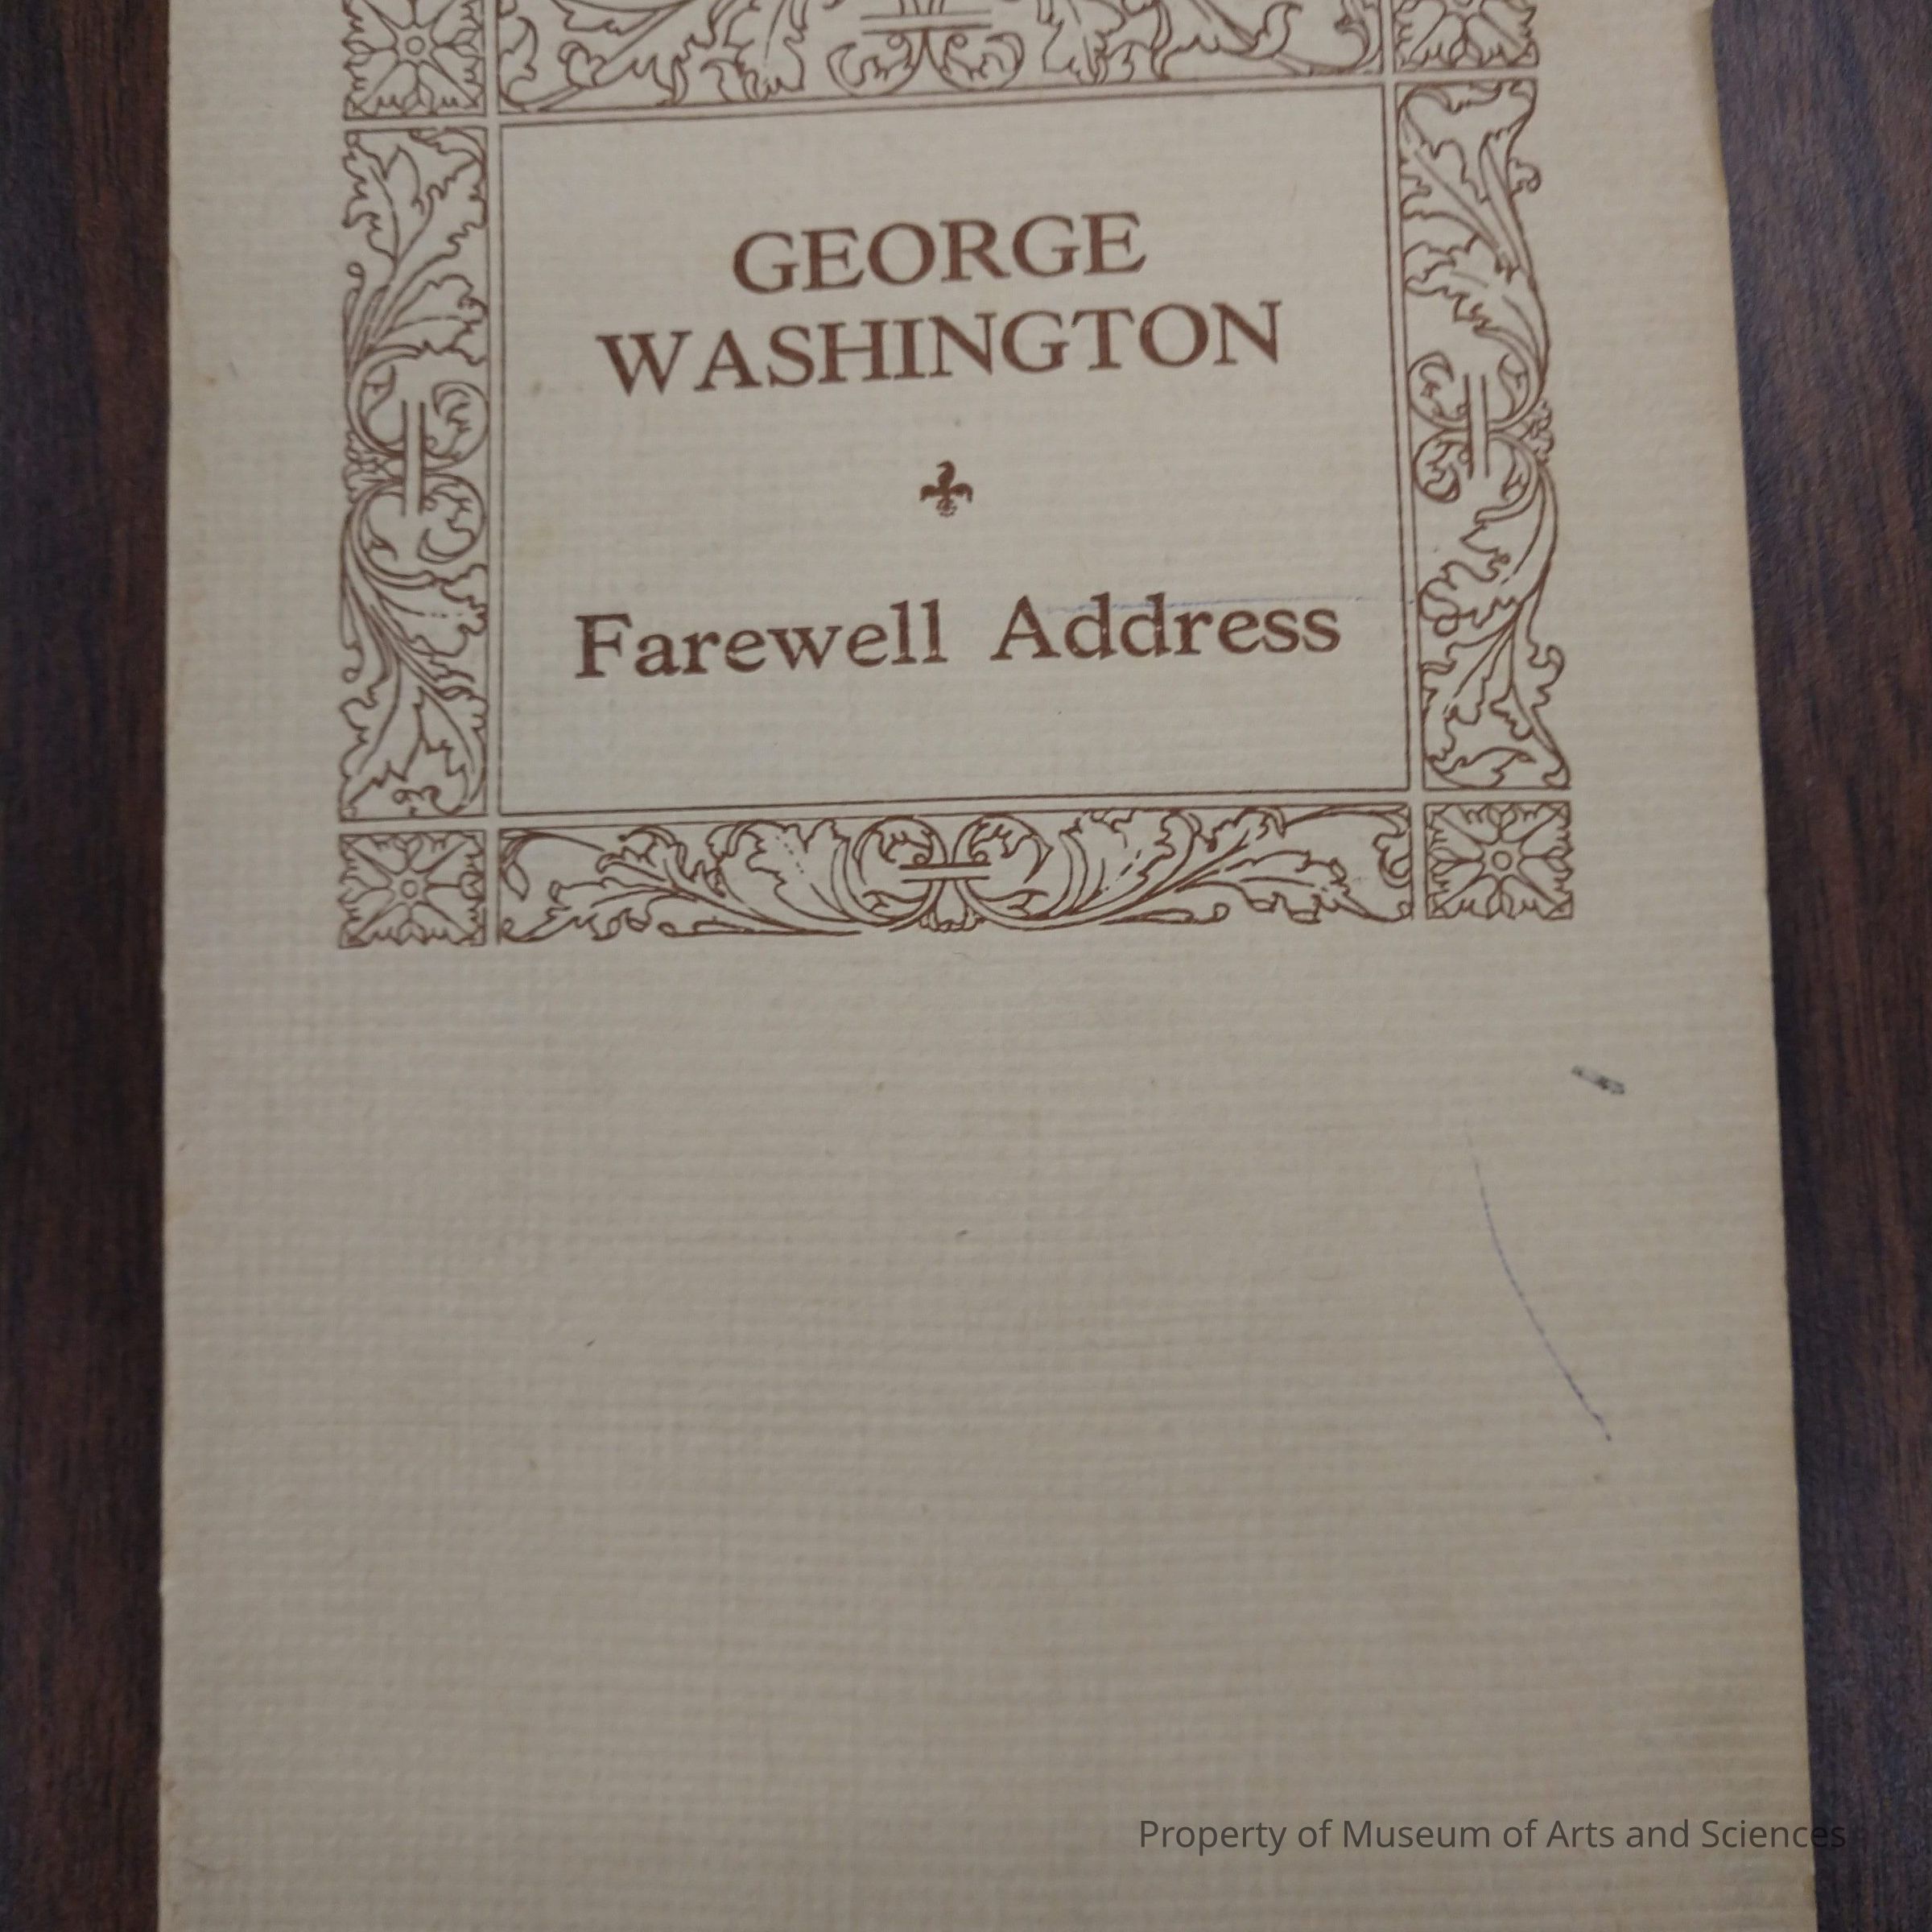 GEORGE
WASHINGTON
Farewell Address
Property of Museum of Arts and Sciences